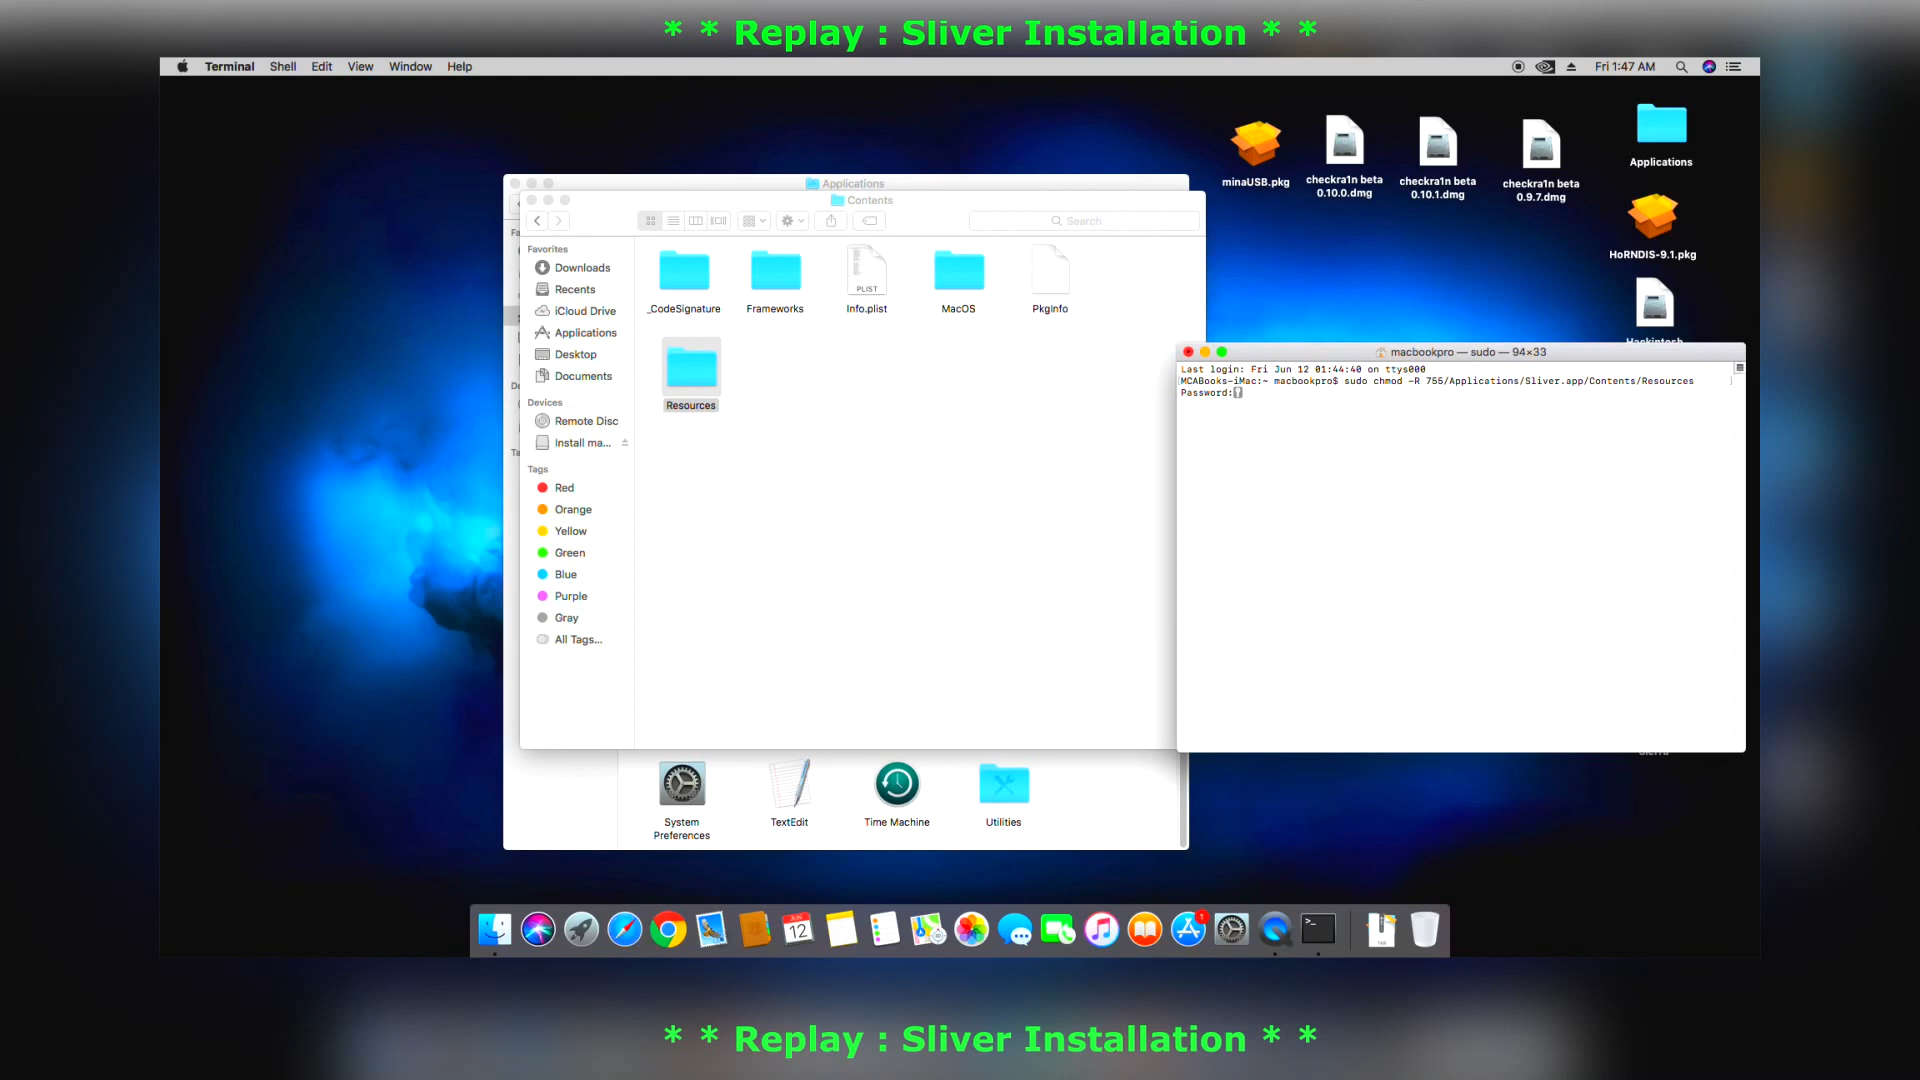 * * Replay : Sliver Installation * *
Terminal Shell Edit View Window Help
Fri 1:47 AM
minaUSB.pkg
checkra1n beta
0.10.0.dmg
checkra1n beta
0.10.1.dmg
checkra1n beta
0.9.7.dmg
Applications
HoRNDIS-9.1.pkg
Applications
Contents
Search
Favorites
Downloads
Recents
iCloud Drive
Applications
Desktop
Documents
Devices
Remote Disc
Install ma...
Tags
Red
Orange
Yellow
Green
Blue
Purple
Gray
All Tags...
_CodeSignature
Frameworks
PLIST
Info.plist
MacOS
PkgInfo
Resources
macbookpro — sudo — 94×33
Last login: Fri Jun 12 01:44:40 on ttys000
[MCABooks-iMac:~ macbookpro$ sudo chmod -R 755/Applications/Sliver.app/Contents/Resources ]
Password:
System
Preferences
TextEdit
Time Machine
Utilities
JUN
12
1
* * Replay : Sliver Installation * *